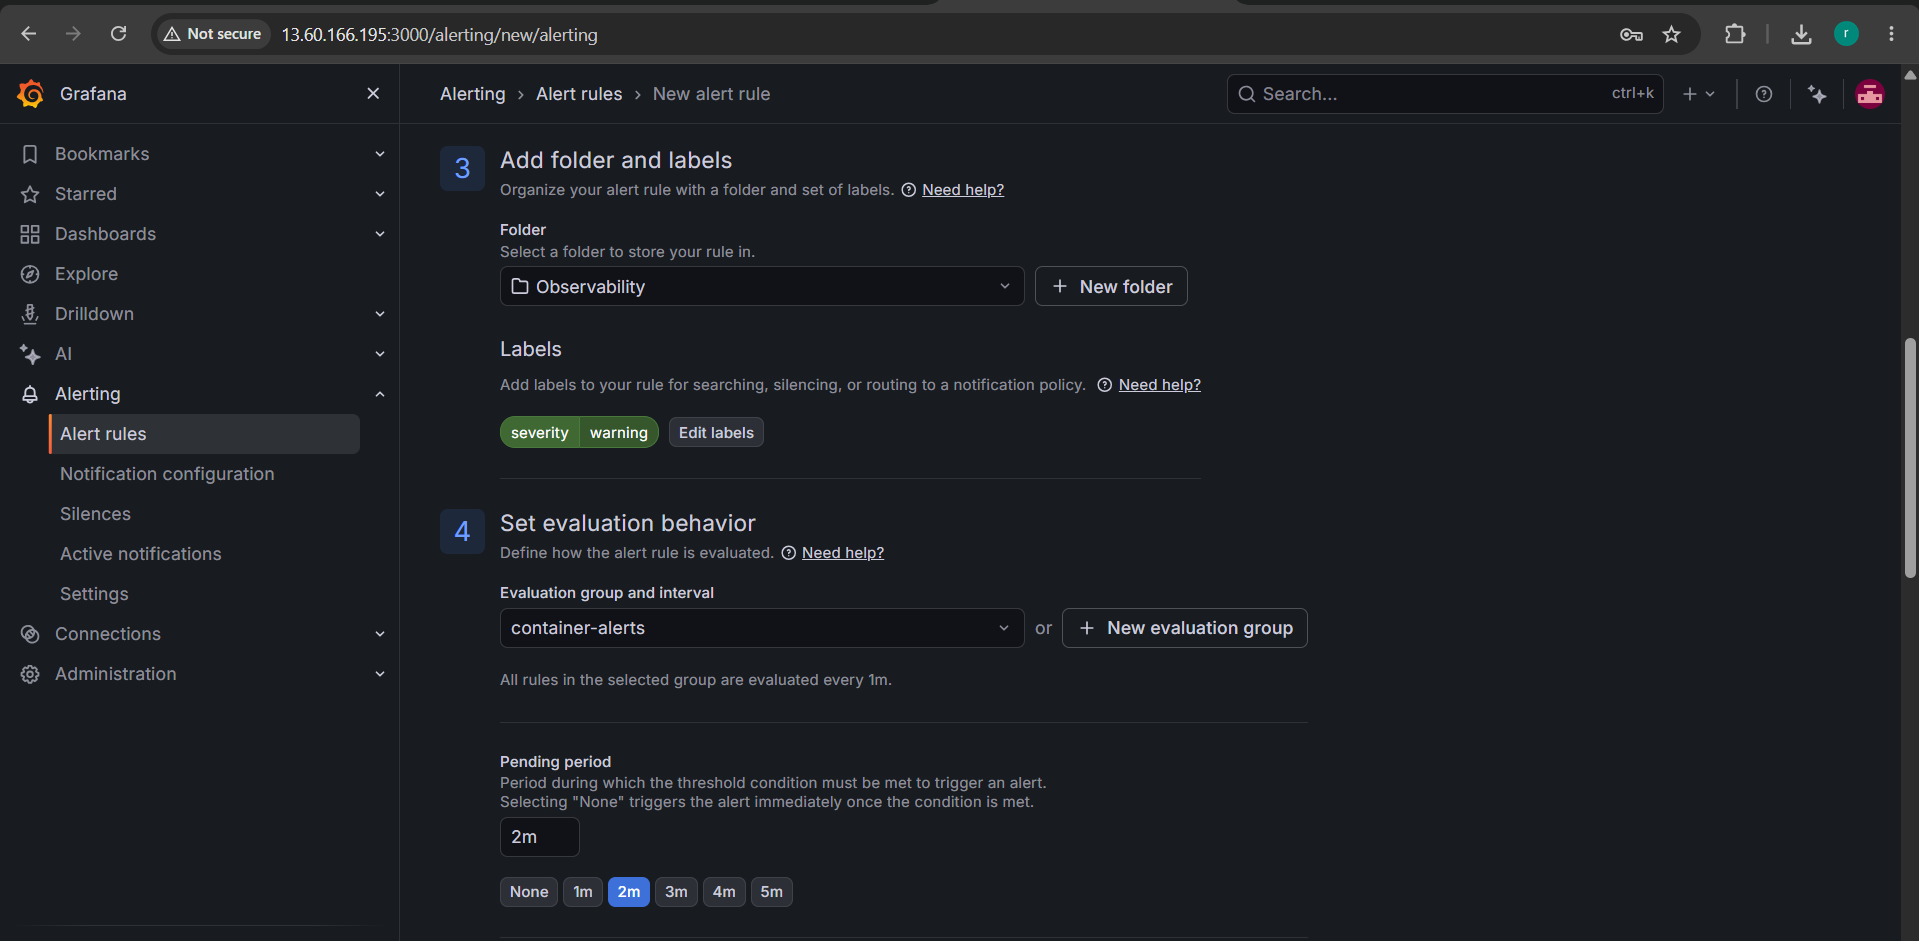 Not secure 13.60.166.195:3000/alerting/new/alerting r
Grafana
Alerting › Alert rules › New alert rule
Search... ctrl+k
Bookmarks
Starred
Dashboards
Explore
Drilldown
AI
Alerting
Alert rules
Notification configuration
Silences
Active notifications
Settings
Connections
Administration
3 Add folder and labels
Organize your alert rule with a folder and set of labels. Need help?
Folder
Select a folder to store your rule in.
Observability + New folder
Labels
Add labels to your rule for searching, silencing, or routing to a notification policy. Need help?
severity warning Edit labels
4 Set evaluation behavior
Define how the alert rule is evaluated. Need help?
Evaluation group and interval
container-alerts or + New evaluation group
All rules in the selected group are evaluated every 1m.
Pending period
Period during which the threshold condition must be met to trigger an alert.
Selecting "None" triggers the alert immediately once the condition is met.
2m
None 1m 2m 3m 4m 5m